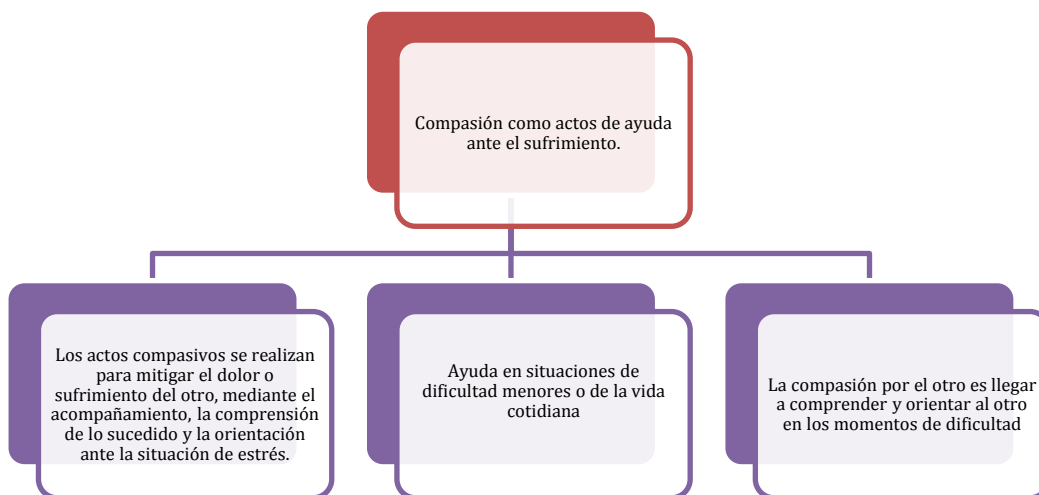 Compasión como actos de ayuda
ante el sufrimiento.
Los actos compasivos se realizan
para mitigar el dolor o
sufrimiento del otro, mediante el
acompañamiento, la comprensión
de lo sucedido y la orientación
ante la situación de estrés.
Ayuda en situaciones de
dificultad menores o de la vida
cotidiana
La compasión por el otro es llegar
a comprender y orientar al otro
en los momentos de dificultad